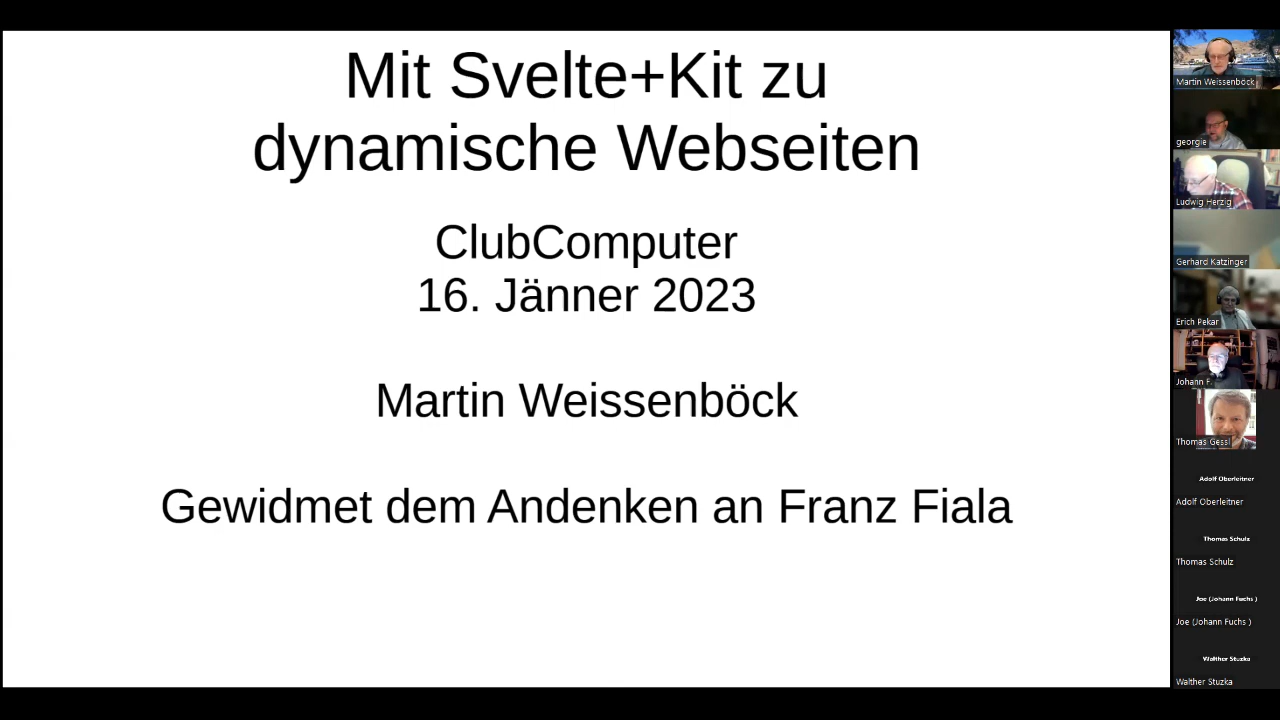 Mit Svelte+Kit zu
dynamische Webseiten
ClubComputer
16. Jänner 2023
Martin Weissenböck
Gewidmet dem Andenken an Franz Fiala
Martin Weissenböck
georgie
Ludwig Herzig
Gerhard Katzinger
Erich Pekar
Johann F.
Thomas Gessl
Adolf Oberleitner
Adolf Oberleitner
Thomas Schulz
Thomas Schulz
Joe (Johann Fuchs )
Joe (Johann Fuchs )
Walther Stuzka
Walther Stuzka